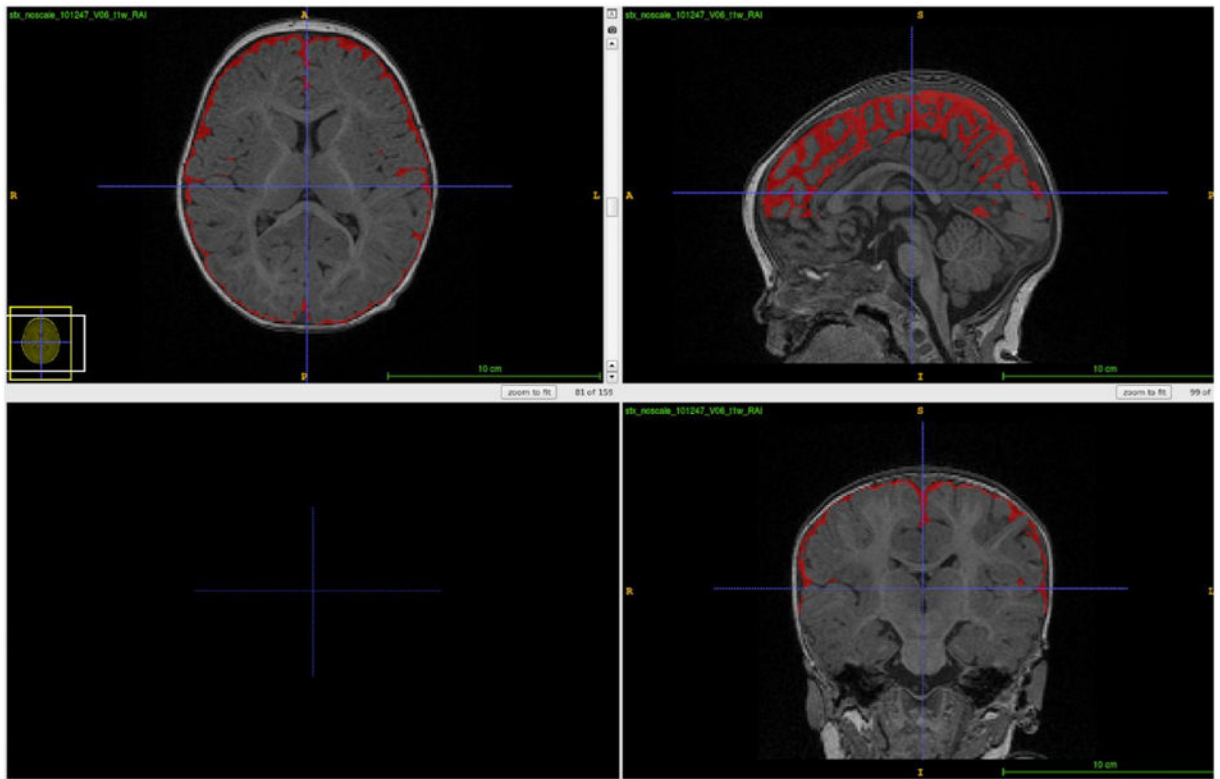 stx_noscale_101247_V06_t1w_RAI
A
R
L
P
10 cm
zoom to fit
81 of 159
stx_noscale_101247_V06_t1w_RAI
S
A
P
I
10 cm
zoom to fit
99 of
stx_noscale_101247_V06_t1w_RAI
S
R
L
I
10 cm